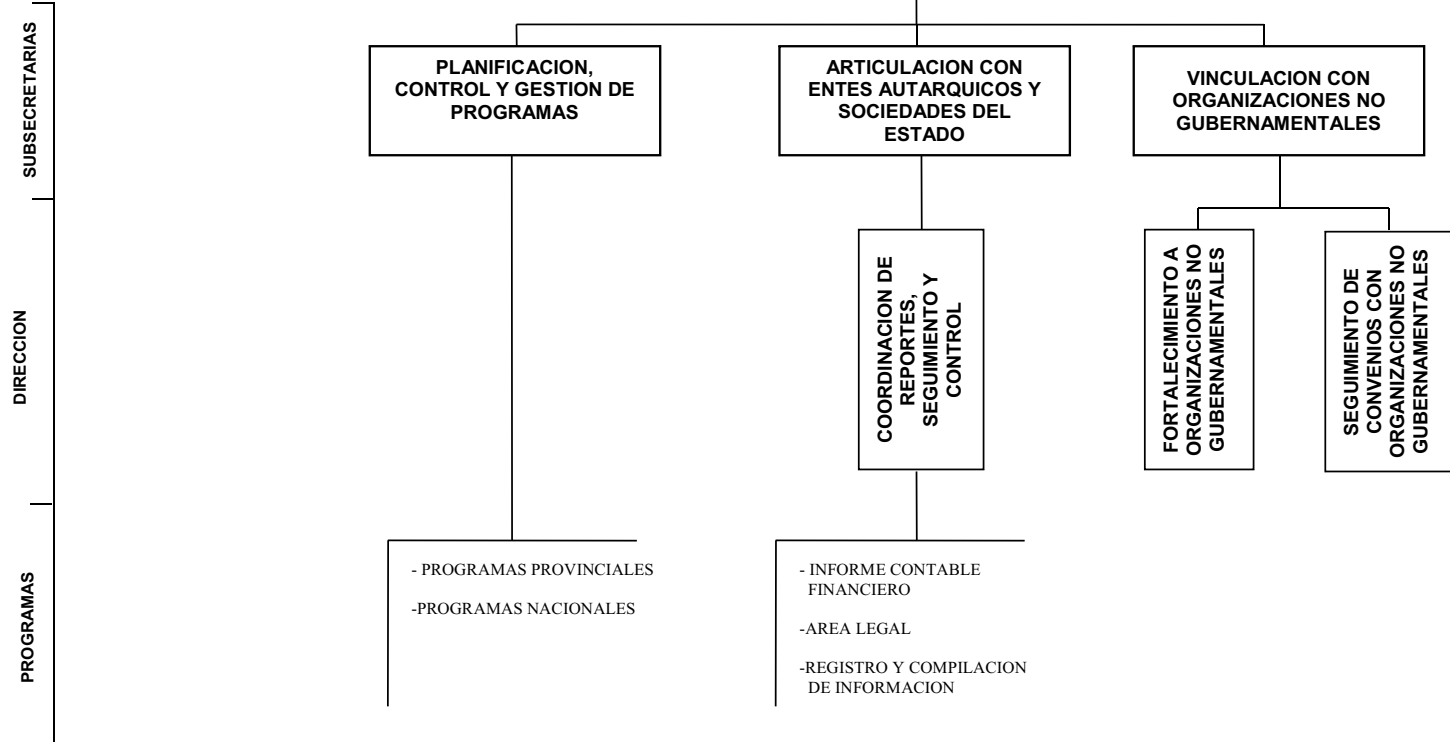 SUBSECRETARIAS
PLANIFICACION,
CONTROL Y GESTION DE
PROGRAMAS
ARTICULACION CON
ENTES AUTARQUICOS Y
SOCIEDADES DEL
ESTADO
VINCULACION CON
ORGANIZACIONES NO
GUBERNAMENTALES
DIRECCION
COORDINACION DE
REPORTES,
SEGUIMIENTO Y
CONTROL
FORTALECIMIENTO A
ORGANIZACIONES NO
GUBERNAMENTALES
SEGUIMIENTO DE
CONVENIOS CON
ORGANIZACIONES NO
GUBERNAMENTALES
PROGRAMAS
- PROGRAMAS PROVINCIALES
-PROGRAMAS NACIONALES
- INFORME CONTABLE
FINANCIERO
-AREA LEGAL
-REGISTRO Y COMPILACION
DE INFORMACION